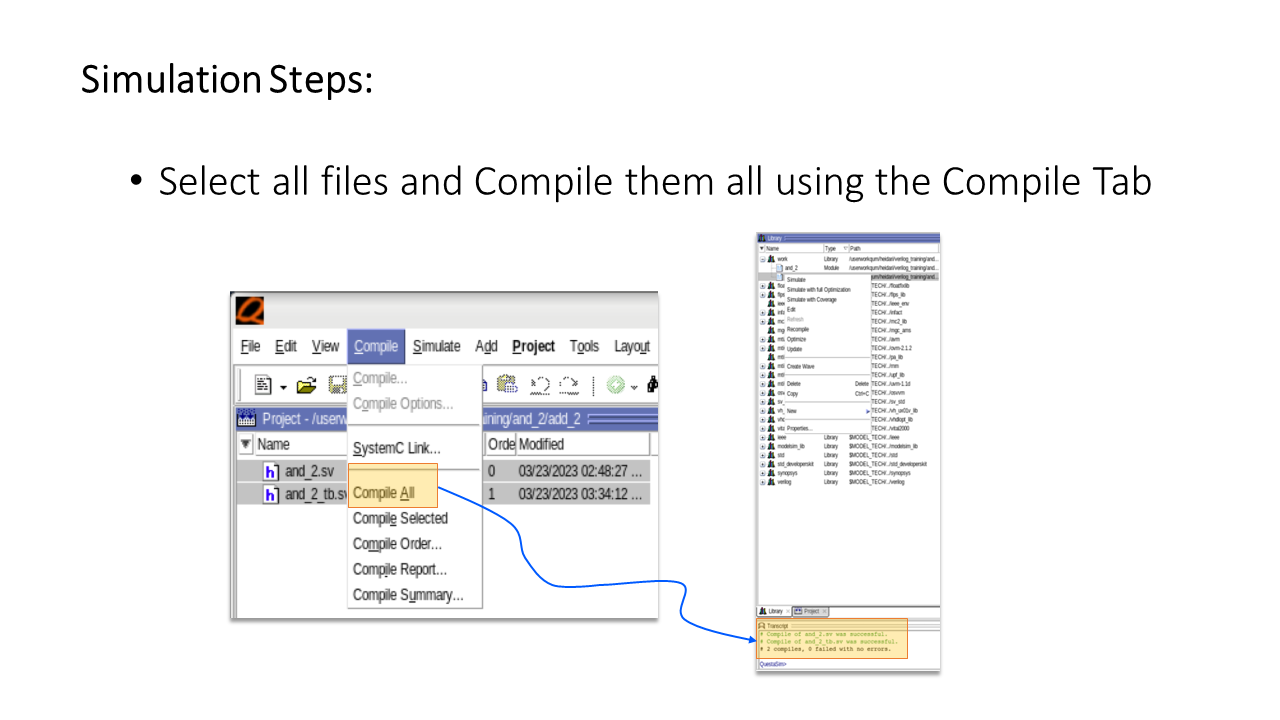 Simulation Steps:
• Select all files and Compile them all using the Compile Tab
File Edit View Compile Simulate Add Project Tools Layout
Compile...
Compile Options...
Project - /userw ining/and_2/add_2
Name Orde Modified
SystemC Link...
and_2.sv 0 03/23/2023 02:48:27 ...
and_2_tb.sv 1 03/23/2023 03:34:12 ...
Compile All
Compile Selected
Compile Order...
Compile Report...
Compile Summary...
Library
Name Type Path
work Library /userworkqum/heidari/verilog_training/and...
and_2 Module /userworkqum/heidari/verilog_training/and...
Simulate
Simulate with full Optimization
Simulate with Coverage
Edit
Refresh
Recompile
Optimize
Update
Create Wave
Delete Delete
Copy Ctrl+C
New
Properties...
ieee Library $MODEL_TECH/../ieee
modelsim_lib Library $MODEL_TECH/../modelsim_lib
std Library $MODEL_TECH/../std
std_developerskit Library $MODEL_TECH/../std_developerskit
synopsys Library $MODEL_TECH/../synopsys
verilog Library $MODEL_TECH/../verilog
Library Project
Transcript
# Compile of and_2.sv was successful.
# Compile of and_2_tb.sv was successful.
# 2 compiles, 0 failed with no errors.
QuestaSim>